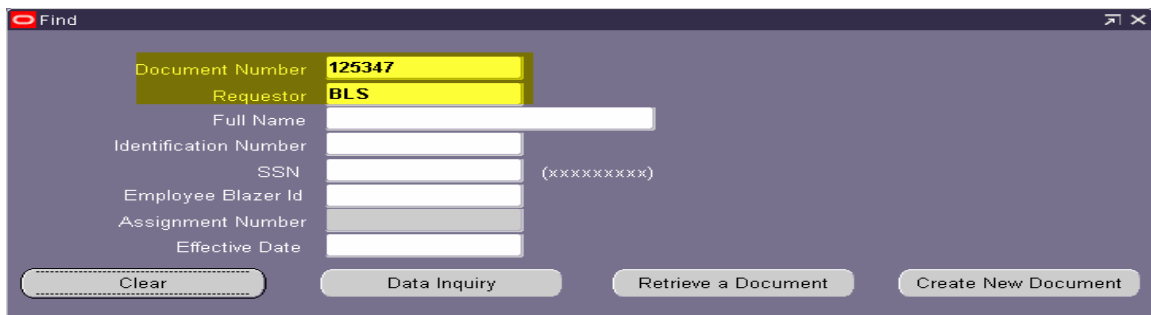 Find
Document Number 125347
Requestor BLS
Full Name
Identification Number
SSN (xxxxxxxxx)
Employee Blazer Id
Assignment Number
Effective Date
Clear Data Inquiry Retrieve a Document Create New Document